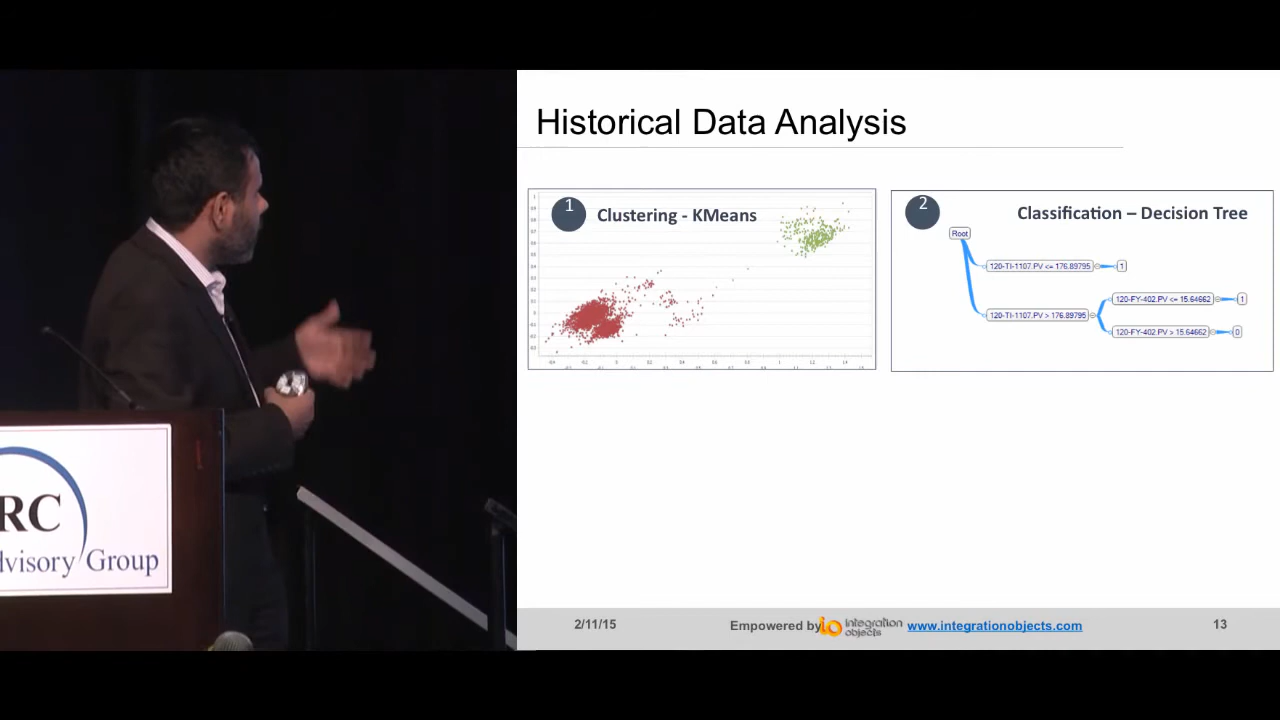 Historical Data Analysis
1
Clustering - KMeans
2
Classification – Decision Tree
Root
120-TI-1107.PV <= 176.89795
1
120-TI-1107.PV > 176.89795
120-FY-402.PV <= 15.64662
1
120-FY-402.PV > 15.64662
0
RC
dvisory Group
2/11/15
Empowered by
integration
objects
www.integrationobjects.com
13